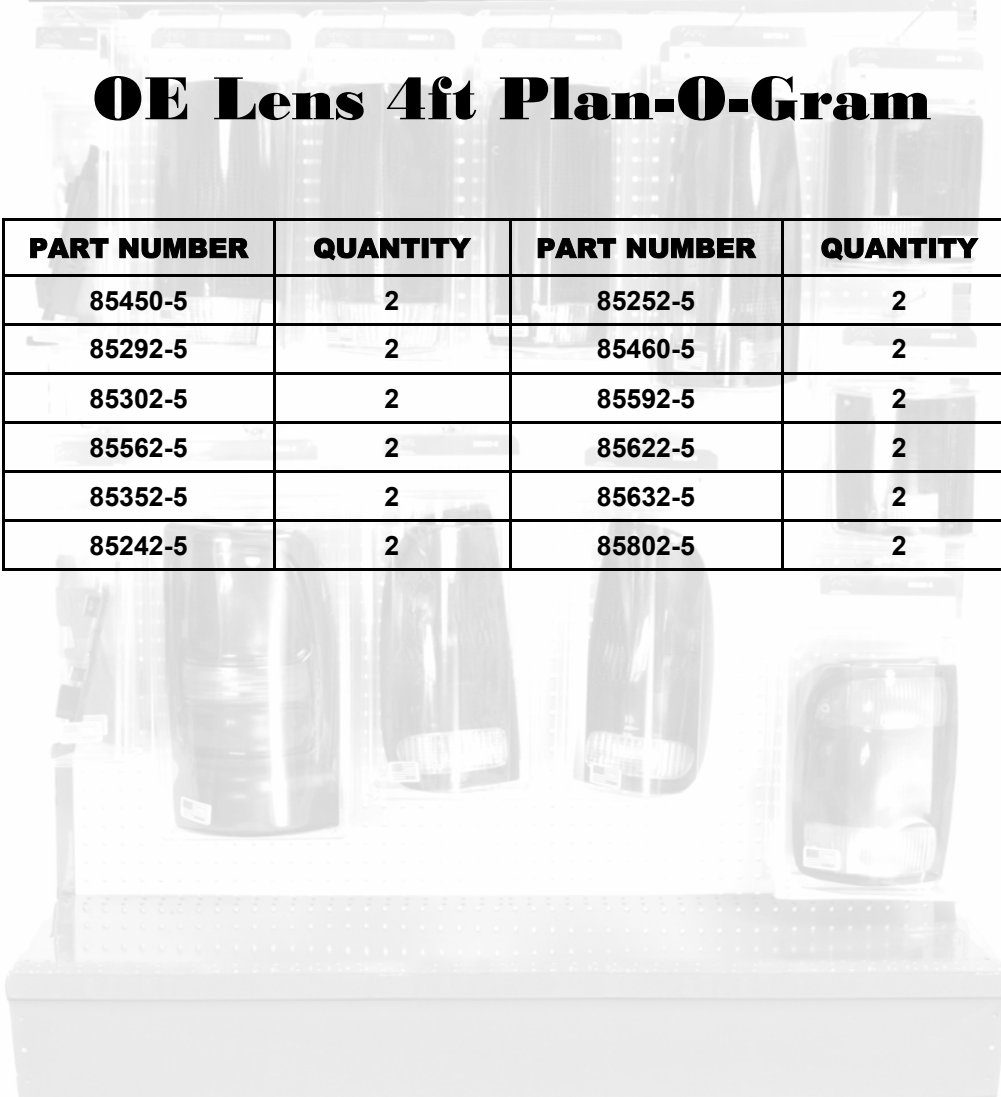 OE Lens 4ft Plan-O-Gram
PART NUMBER QUANTITY PART NUMBER QUANTITY
85450-5 2 85252-5 2
85292-5 2 85460-5 2
85302-5 2 85592-5 2
85562-5 2 85622-5 2
85352-5 2 85632-5 2
85242-5 2 85802-5 2